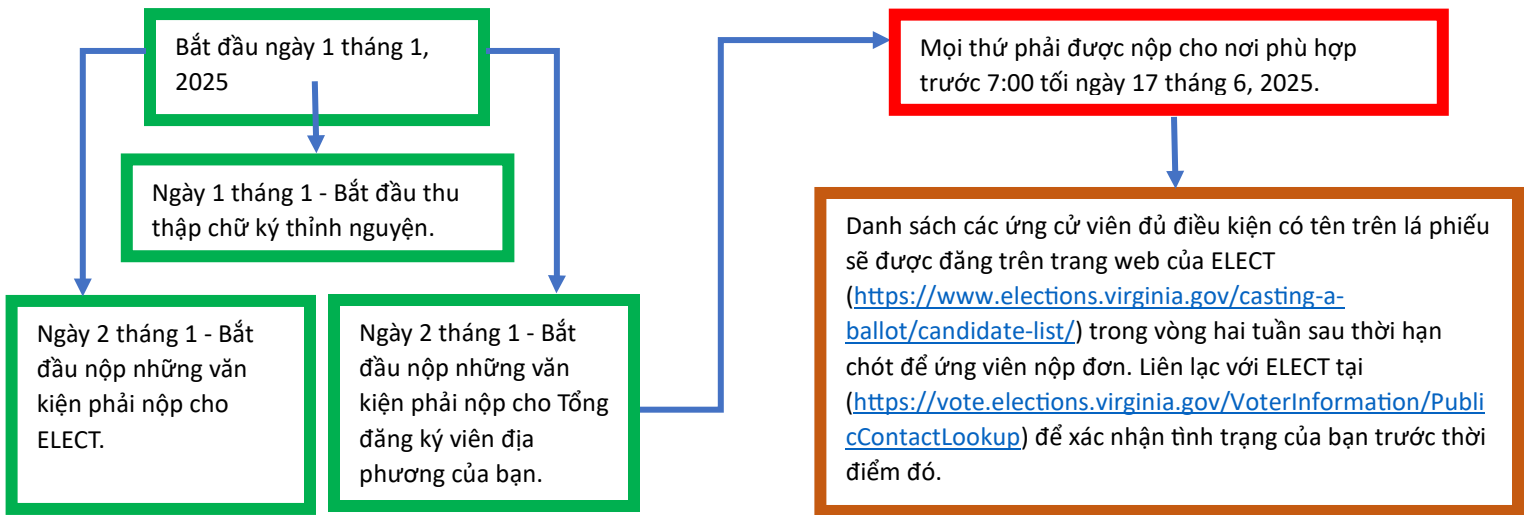 Bắt đầu ngày 1 tháng 1,
2025
Ngày 1 tháng 1 - Bắt đầu thu
thập chữ ký thỉnh nguyện.
Ngày 2 tháng 1 - Bắt
đầu nộp những văn
kiện phải nộp cho
ELECT.
Ngày 2 tháng 1 - Bắt
đầu nộp những văn
kiện phải nộp cho Tổng
đăng ký viên địa
phương của bạn.
Mọi thứ phải được nộp cho nơi phù hợp
trước 7:00 tối ngày 17 tháng 6, 2025.
Danh sách các ứng cử viên đủ điều kiện có tên trên lá phiếu
sẽ được đăng trên trang web của ELECT
(https://www.elections.virginia.gov/casting-a-
ballot/candidate-list/) trong vòng hai tuần sau thời hạn
chót để ứng viên nộp đơn. Liên lạc với ELECT tại
(https://vote.elections.virginia.gov/VoterInformation/Publi
cContactLookup) để xác nhận tình trạng của bạn trước thời
điểm đó.